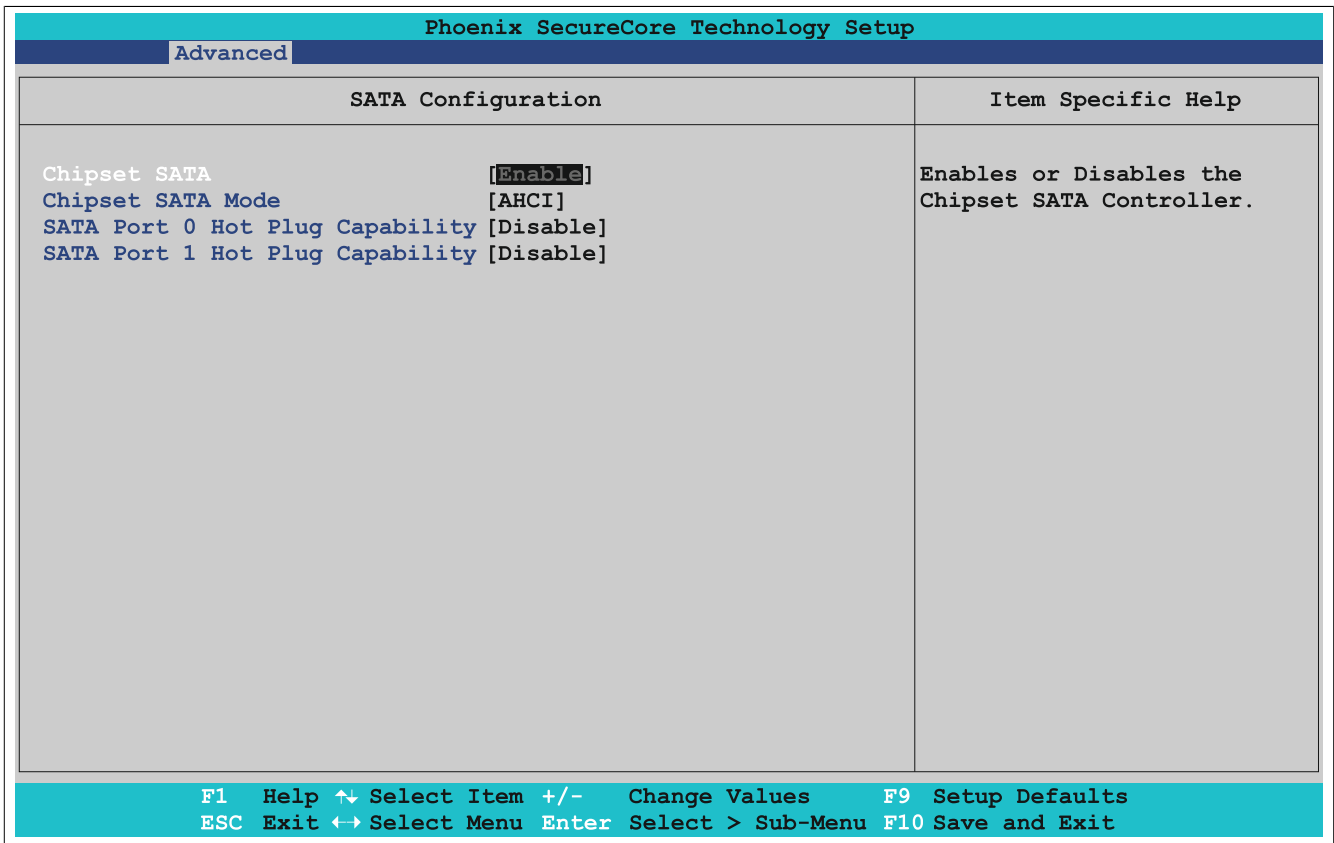 Phoenix SecureCore Technology Setup
Advanced
SATA Configuration
Item Specific Help
Chipset SATA [Enable]
Chipset SATA Mode [AHCI]
SATA Port 0 Hot Plug Capability [Disable]
SATA Port 1 Hot Plug Capability [Disable]
Enables or Disables the
Chipset SATA Controller.
F1 Help ↑↓ Select Item +/- Change Values F9 Setup Defaults
ESC Exit ←→ Select Menu Enter Select > Sub-Menu F10 Save and Exit